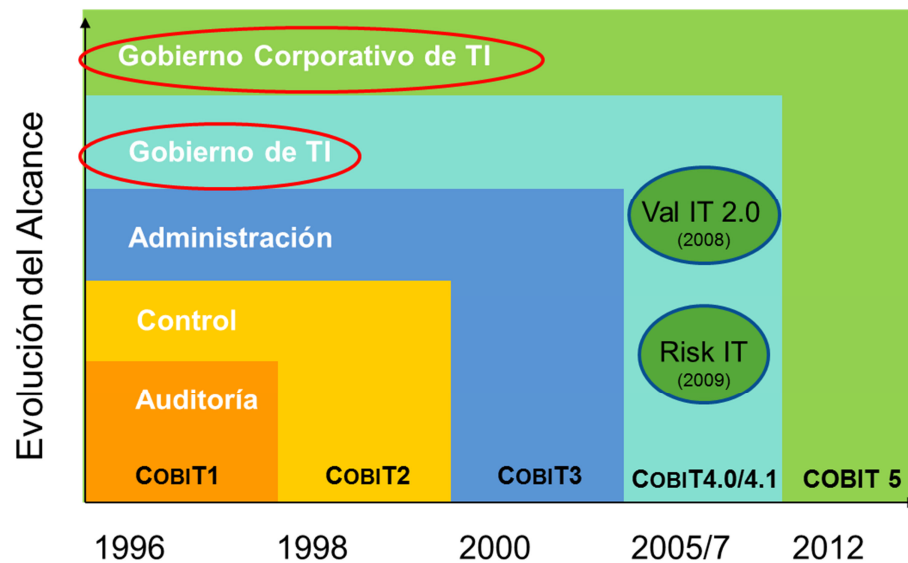 Evolución del Alcance
Gobierno Corporativo de TI
Gobierno de TI
Administración
Control
Auditoría
Val IT 2.0
(2008)
Risk IT
(2009)
COBIT1
COBIT2
COBIT3
COBIT4.0/4.1
COBIT 5
1996
1998
2000
2005/7
2012